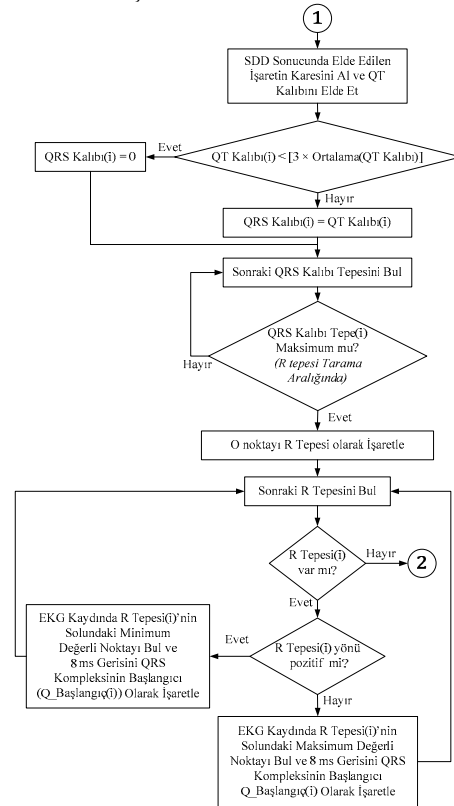 1
SDD Sonucunda Elde Edilen
İşaretin Karesini Al ve QT
Kalıbını Elde Et
QT Kalıbı(i) < [3 × Ortalama(QT Kalıbı)]
Evet
QRS Kalıbı(i) = 0
Hayır
QRS Kalıbı(i) = QT Kalıbı(i)
Sonraki QRS Kalıbı Tepesini Bul
QRS Kalıbı Tepe(i)
Maksimum mu?
(R tepesi Tarama
Aralığında)
Hayır
Evet
O noktayı R Tepesi olarak İşaretle
Sonraki R Tepesini Bul
R Tepesi(i)
var mı?
Hayır
2
Evet
R Tepesi(i) yönü
pozitif mi?
Evet
EKG Kaydında R Tepesi(i)'nin
Solundaki Minimum
Değerli Noktayı Bul ve
8 ms Gerisini QRS
Kompleksinin Başlangıcı
(Q_Başlangıç(i)) Olarak İşaretle
Hayır
EKG Kaydında R Tepesi(i)'nin
Solundaki Maksimum Değerli
Noktayı Bul ve 8 ms Gerisini QRS
Kompleksinin Başlangıcı
Q_Başlangıç(i) Olarak İşaretle